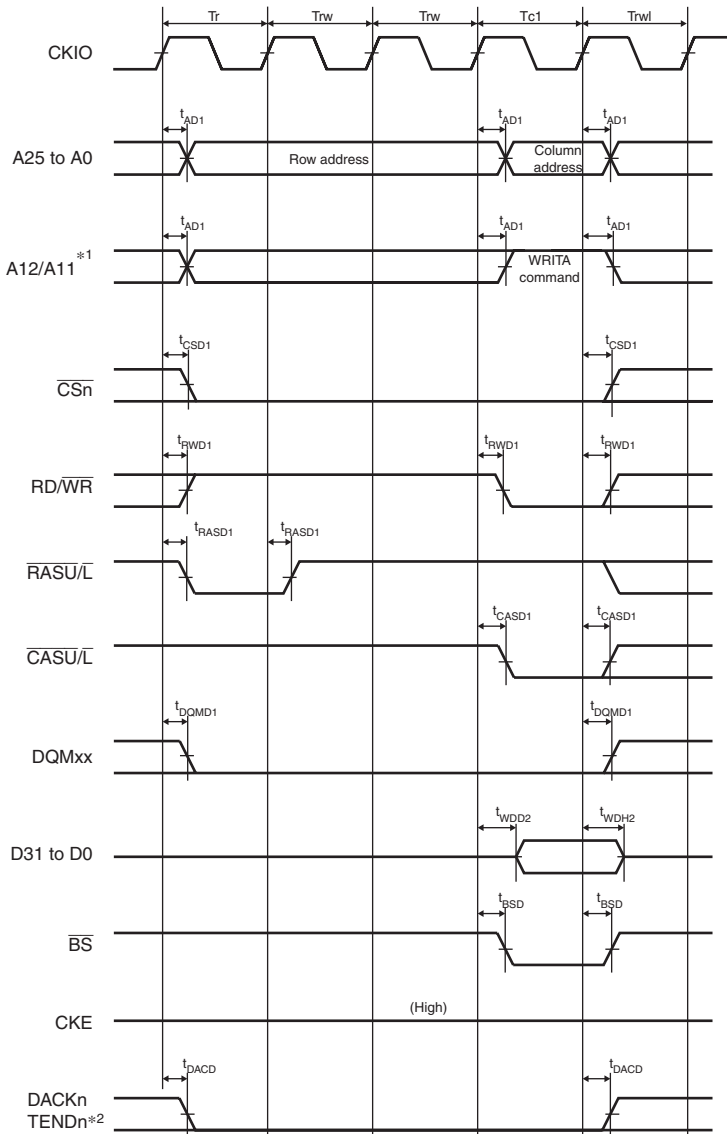 Tr Trw Trw Tc1 Trwl
CKIO
tAD1 tAD1 tAD1
A25 to A0 Row address Column address
tAD1 tAD1 tAD1
A12/A11*1 WRITA command
tCSD1 tCSD1
CSn
tRWD1 tRWD1 tRWD1
RD/WR
tRASD1 tRASD1
RASU/L
tCASD1 tCASD1
CASU/L
tDQMD1 tDQMD1
DQMxx
tWDD2 tWDH2
D31 to D0
tBSD tBSD
BS
(High)
CKE
tDACD tDACD
DACKn
TENDn*2